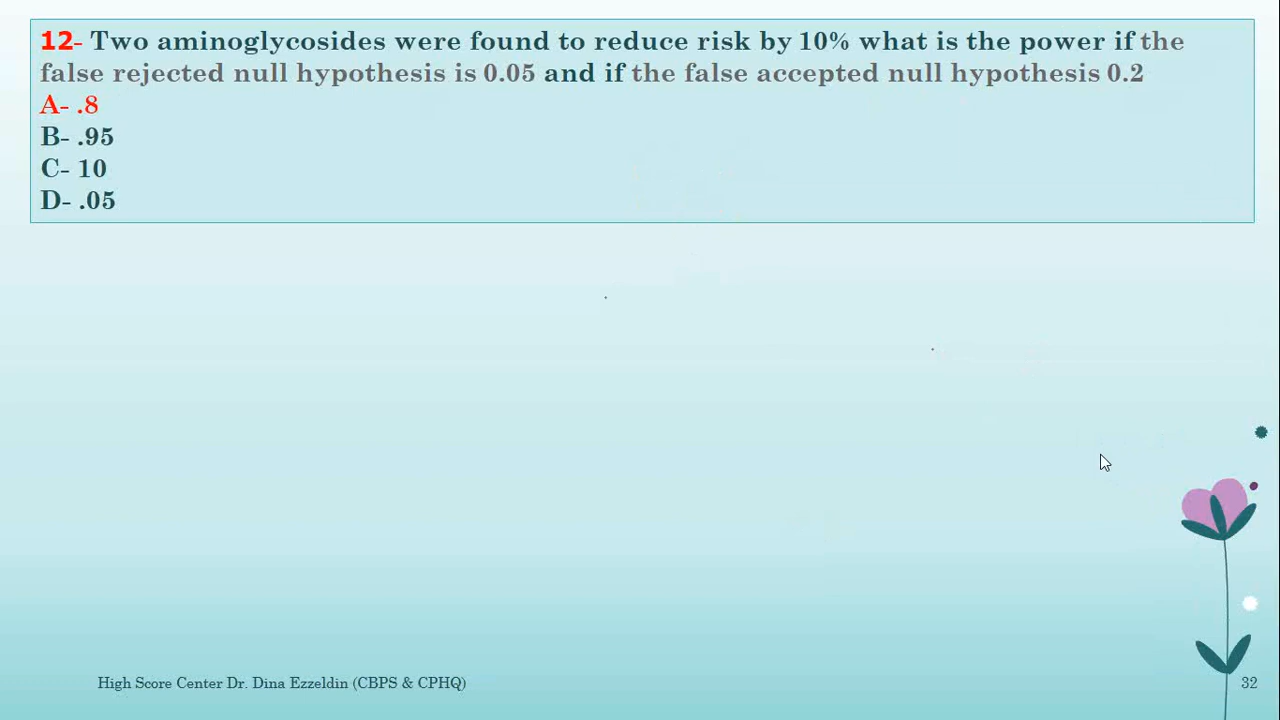 12- Two aminoglycosides were found to reduce risk by 10% what is the power if the
false rejected null hypothesis is 0.05 and if the false accepted null hypothesis 0.2
A- .8
B- .95
C- 10
D- .05
High Score Center Dr. Dina Ezzeldin (CBPS & CPHQ)
32